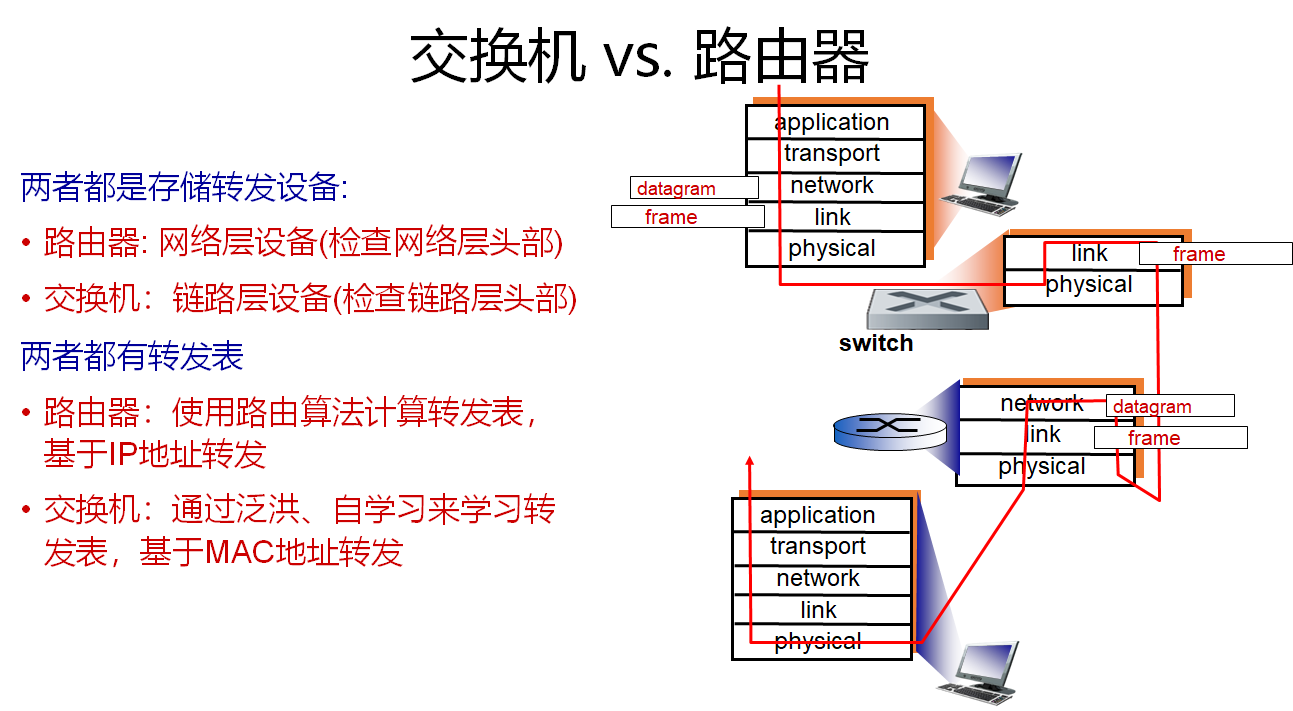 交换机 vs. 路由器
两者都是存储转发设备:
• 路由器: 网络层设备(检查网络层头部)
• 交换机：链路层设备(检查链路层头部)
两者都有转发表
• 路由器：使用路由算法计算转发表，
基于IP地址转发
• 交换机：通过泛洪、自学习来学习转
发表，基于MAC地址转发
application
transport
datagram
network
frame
link
physical
link
frame
physical
switch
network
datagram
link
frame
physical
application
transport
network
link
physical